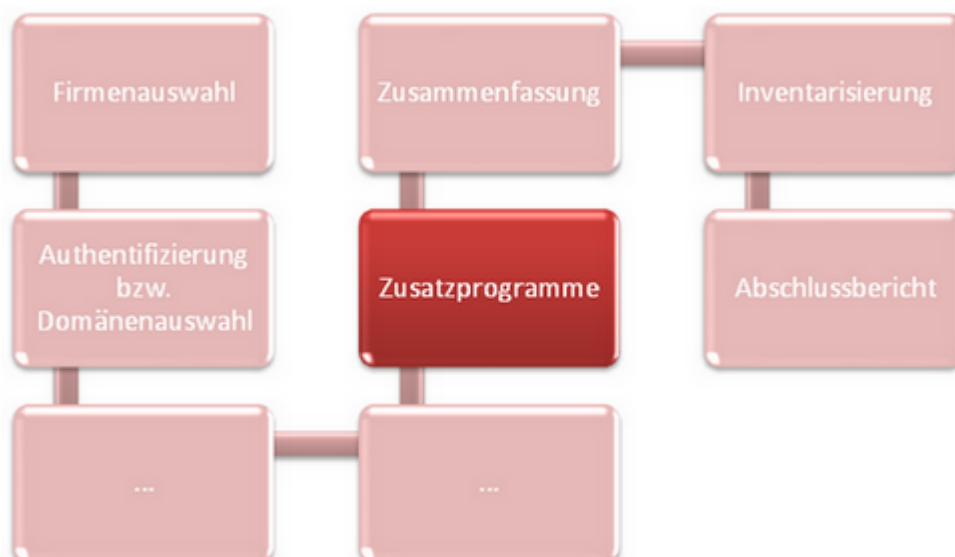 Firmenauswahl
Authentifizierung
bzw.
Domänenauswahl
...
...
Zusatzprogramme
Zusammenfassung
Inventarisierung
Abschlussbericht